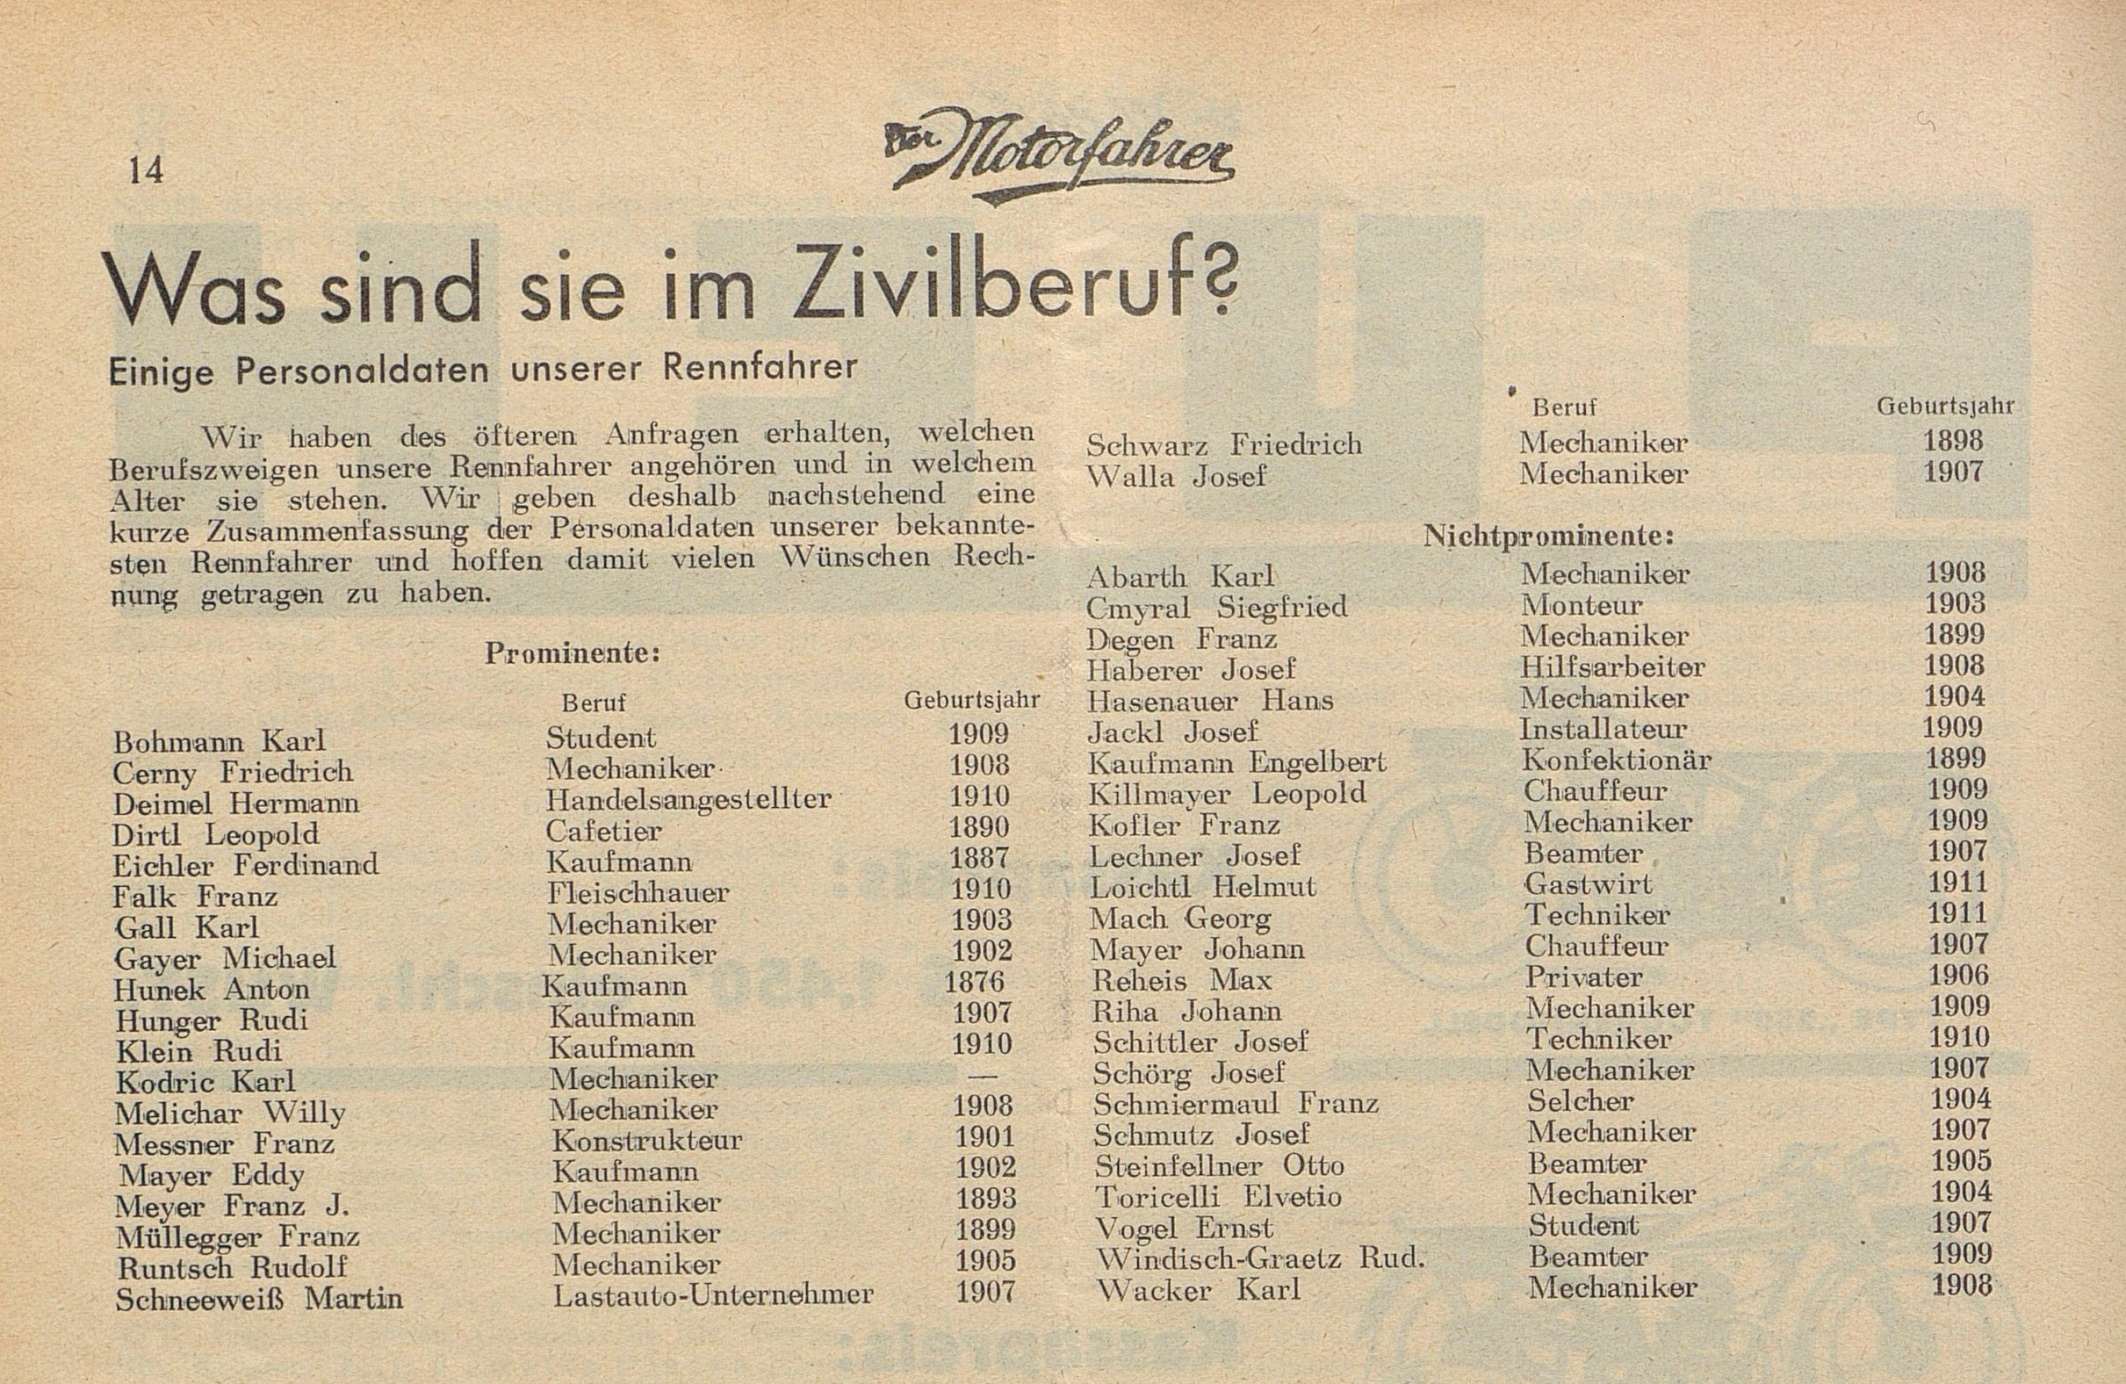 14
Der Motorfahrer
Was sind sie im Zivilberuf?
Einige Personaldaten unserer Rennfahrer
Wir haben des öfteren Anfragen erhalten, welchen
Berufszweigen unsere Rennfahrer angehören und in welchem
Alter sie stehen. Wir geben deshalb nachstehend eine
kurze Zusammenfassung der Personaldaten unserer bekannte-
sten Rennfahrer und hoffen damit vielen Wünschen Rech-
nung getragen zu haben.
Prominente:
Beruf Geburtsjahr
Bohmann Karl Student 1909
Cerny Friedrich Mechaniker 1908
Deimel Hermann Handelsangestellter 1910
Dirtl Leopold Cafetier 1890
Eichler Ferdinand Kaufmann 1887
Falk Franz Fleischhauer 1910
Gall Karl Mechaniker 1903
Gayer Michael Mechaniker 1902
Hunek Anton Kaufmann 1876
Hunger Rudi Kaufmann 1907
Klein Rudi Kaufmann 1910
Kodric Karl Mechaniker —
Melichar Willy Mechaniker 1908
Messner Franz Konstrukteur 1901
Mayer Eddy Kaufmann 1902
Meyer Franz J. Mechaniker 1893
Müllegger Franz Mechaniker 1899
Runtsch Rudolf Mechaniker 1905
Schneeweiß Martin Lastauto-Unternehmer 1907
Beruf Geburtsjahr
Schwarz Friedrich Mechaniker 1898
Walla Josef Mechaniker 1907
Nichtprominente:
Abarth Karl Mechaniker 1908
Cmyral Siegfried Monteur 1903
Degen Franz Mechaniker 1899
Haberer Josef Hilfsarbeiter 1908
Hasenauer Hans Mechaniker 1904
Jackl Josef Installateur 1909
Kaufmann Engelbert Konfektionär 1899
Killmayer Leopold Chauffeur 1909
Kofler Franz Mechaniker 1909
Lechner Josef Beamter 1907
Loichtl Helmut Gastwirt 1911
Mach Georg Techniker 1911
Mayer Johann Chauffeur 1907
Reheis Max Privater 1906
Riha Johann Mechaniker 1909
Schittler Josef Techniker 1910
Schörg Josef Mechaniker 1907
Schmiermaul Franz Selcher 1904
Schmutz Josef Mechaniker 1907
Steinfellner Otto Beamter 1905
Toricelli Elvetio Mechaniker 1904
Vogel Ernst Student 1907
Windisch-Graetz Rud. Beamter 1909
Wacker Karl Mechaniker 1908